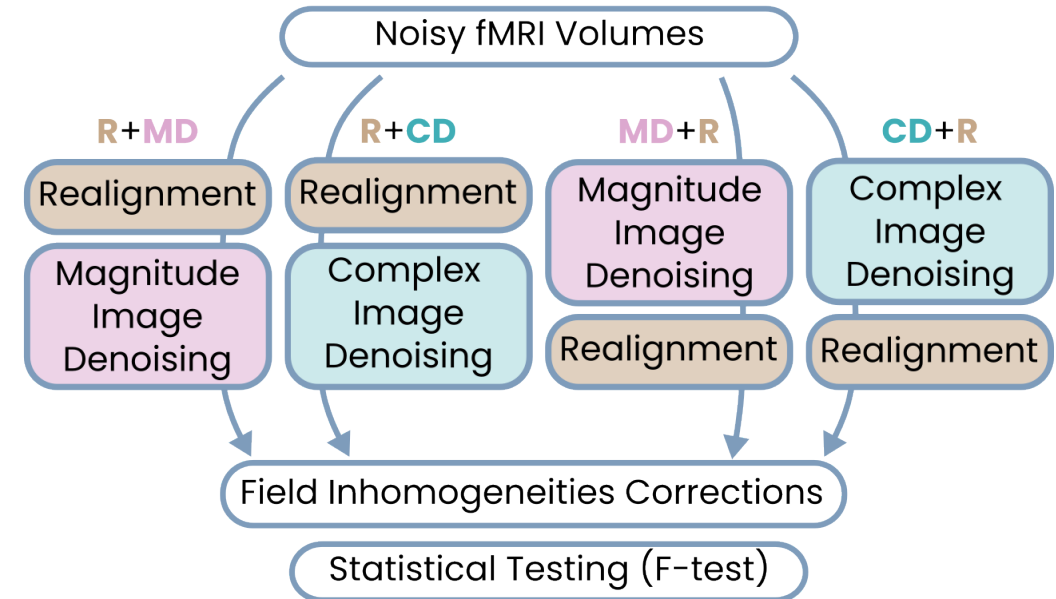 Noisy fMRI Volumes
R+MD
Realignment
Magnitude
Image
Denoising
R+CD
Realignment
Complex
Image
Denoising
MD+R
Magnitude
Image
Denoising
Realignment
CD+R
Complex
Image
Denoising
Realignment
Field Inhomogeneities Corrections
Statistical Testing (F-test)